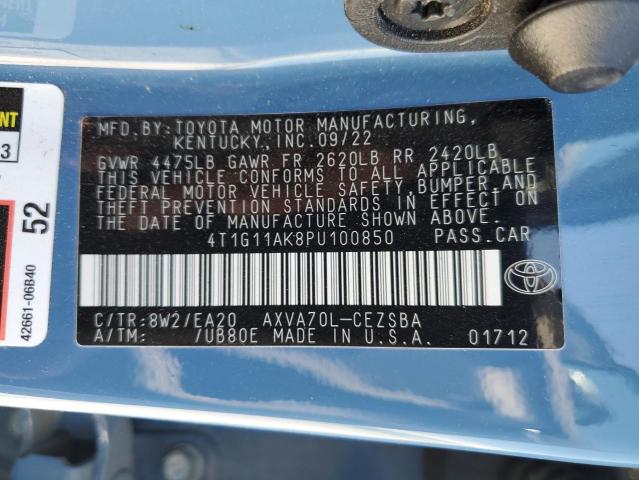 MFD. BY: TOYOTA MOTOR MANUFACTURING,
KENTUCKY, INC. 09/22
GVWR 4475LB GAWR FR 2620LB RR 2420LB
THIS VEHICLE CONFORMS TO ALL APPLICABLE
FEDERAL MOTOR VEHICLE SAFETY, BUMPER, AND
THEFT PREVENTION STANDARDS IN EFFECT ON
THE DATE OF MANUFACTURE SHOWN ABOVE.
4T1G11AK8PU100850 PASS.CAR
C/TR:8W2/EA20 AXVA70L-CEZSBA
A/TM: /UB80E MADE IN U.S.A. 01712
TOYOTA
52
42661-06B40